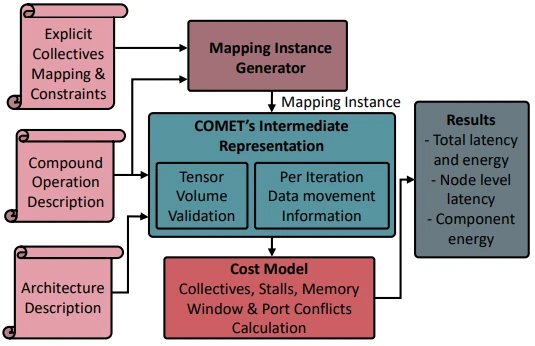 Explicit
Collectives
Mapping &
Constraints
Mapping Instance
Generator
Mapping Instance
COMET's Intermediate
Representation
Tensor
Volume
Validation
Per Iteration
Data movement
Information
Compound
Operation
Description
Architecture
Description
Cost Model
Collectives, Stalls, Memory
Window & Port Conflicts
Calculation
Results
- Total latency
and energy
- Node level
latency
- Component
energy